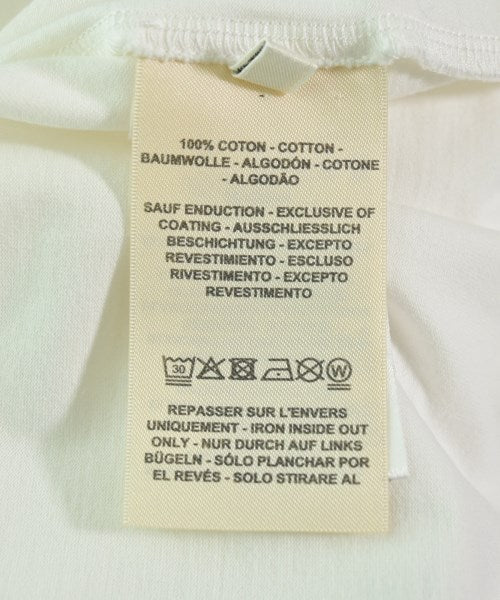 100% COTON - COTTON -
BAUMWOLLE - ALGODÓN - COTONE
- ALGODÃO
SAUF ENDUCTION - EXCLUSIVE OF
COATING - AUSSCHLIESSLICH
BESCHICHTUNG - EXCEPTO
REVESTIMIENTO - ESCLUSO
RIVESTIMENTO - EXCEPTO
REVESTIMENTO
30 W
REPASSER SUR L'ENVERS
UNIQUEMENT - IRON INSIDE OUT
ONLY - NUR DURCH AUF LINKS
BÜGELN - SÓLO PLANCHAR POR
EL REVÉS - SOLO STIRARE AL